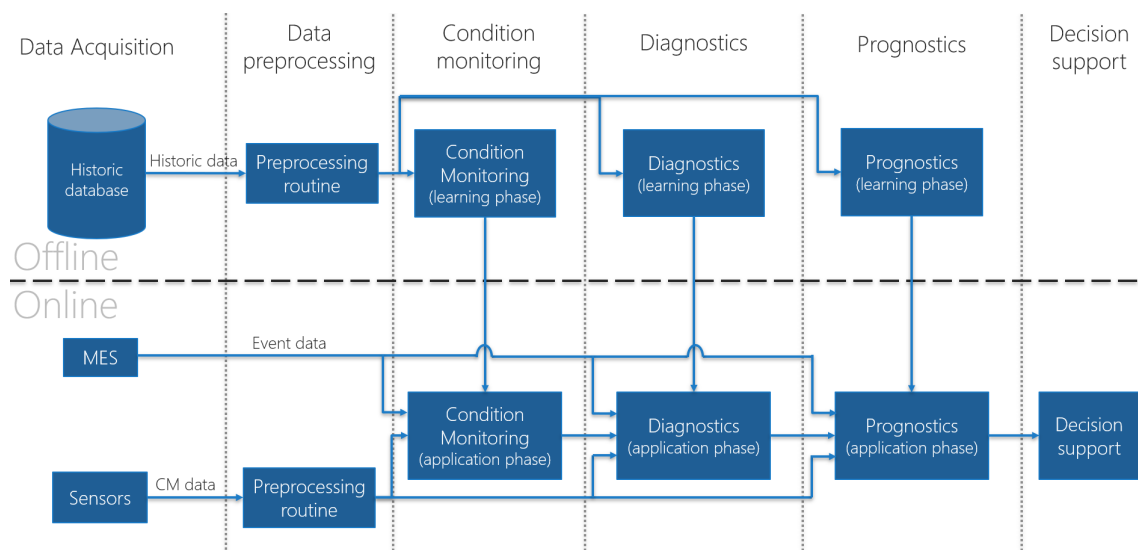 Data Acquisition
Data
preprocessing
Condition
monitoring
Diagnostics
Prognostics
Decision
support
Historic
database
Historic data
Preprocessing
routine
Condition
Monitoring
(learning phase)
Diagnostics
(learning phase)
Prognostics
(learning phase)
Offline
Online
MES
Event data
Condition
Monitoring
(application phase)
Diagnostics
(application phase)
Prognostics
(application phase)
Decision
support
Sensors
CM data
Preprocessing
routine